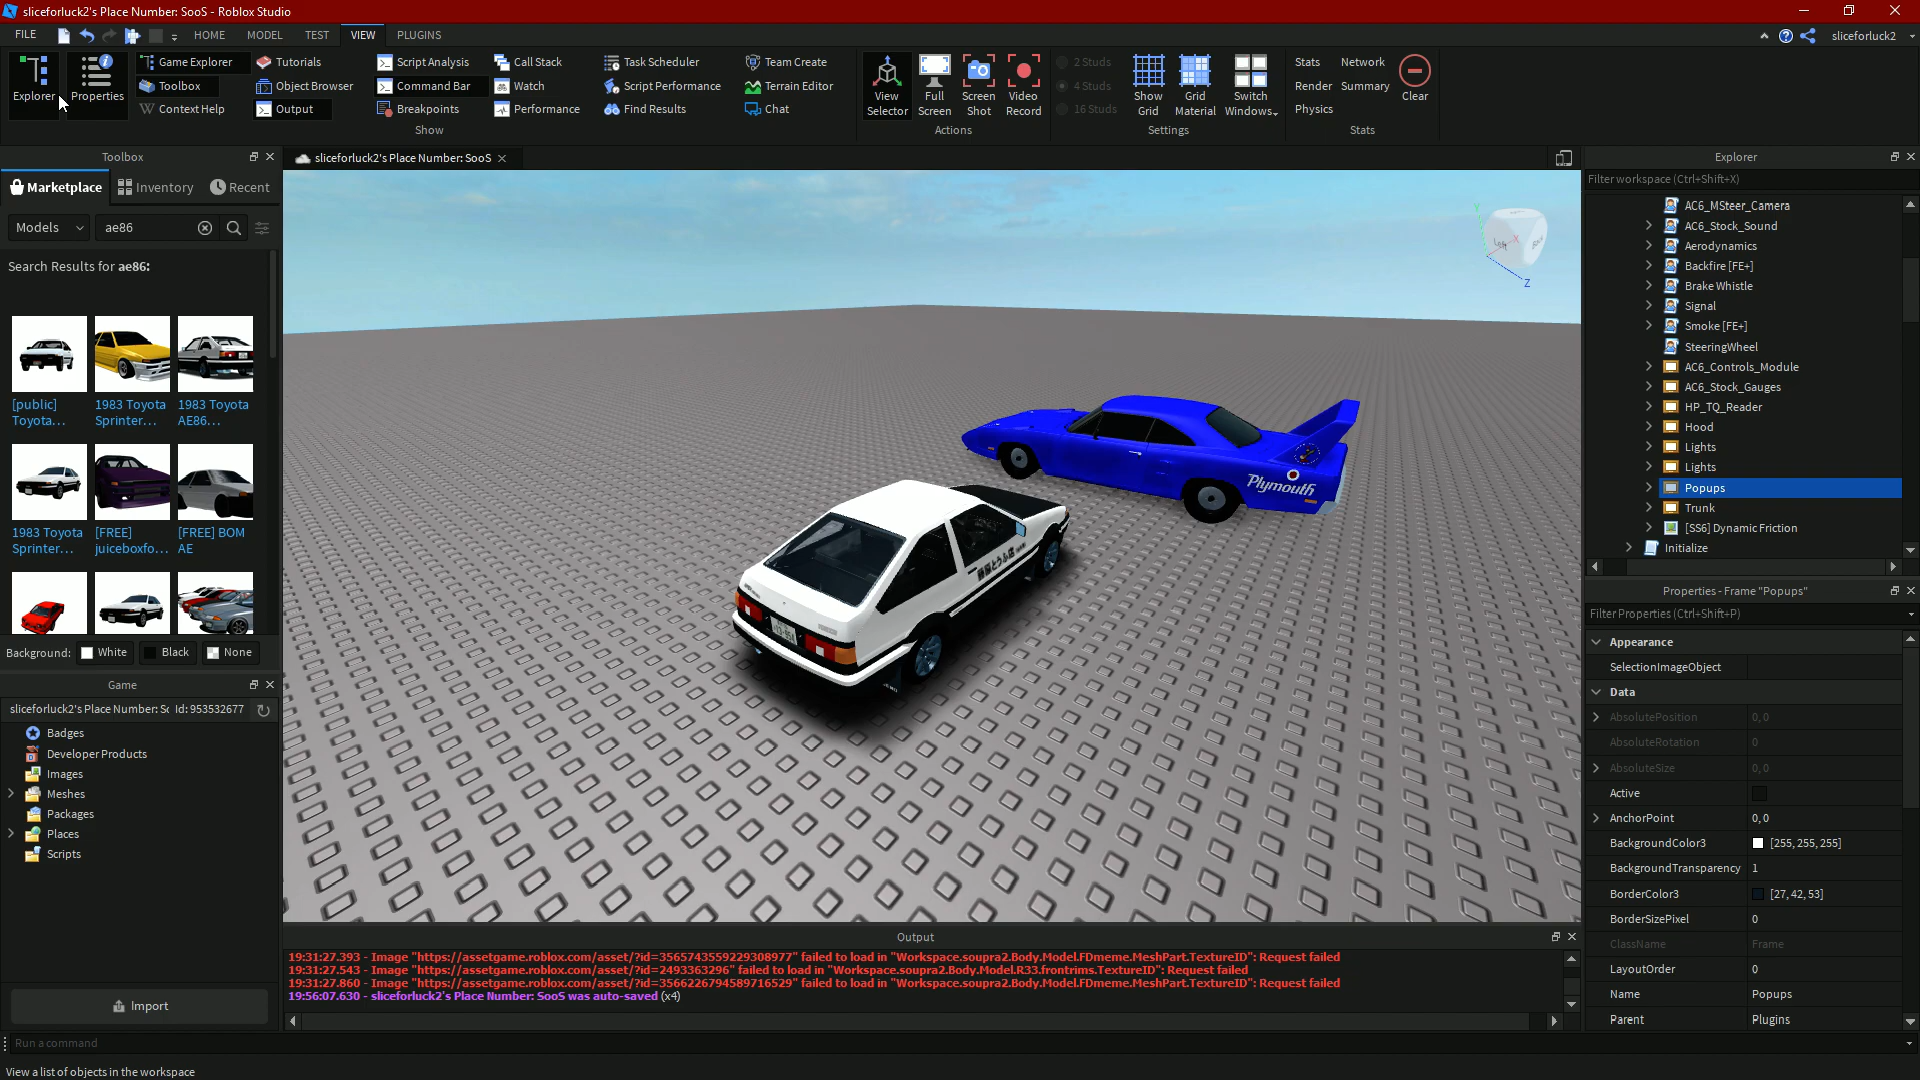 sliceforluck2's Place Number: SooS - Roblox Studio
FILE HOME MODEL TEST VIEW PLUGINS sliceforluck2
Explorer Properties
Game Explorer Toolbox Context Help
Tutorials Object Browser Output
Script Analysis Command Bar Breakpoints
Call Stack Watch Performance
Task Scheduler Script Performance Find Results
Team Create Terrain Editor Chat
Show
View Selector Full Screen Screen Shot Video Record
Actions
2 Studs 4 Studs 16 Studs
Show Grid Grid Material Switch Windows
Settings
Stats Render Physics Network Summary Clear
Stats
Toolbox
Marketplace Inventory Recent
Models ae86
Search Results for ae86:
[public] Toyota...
1983 Toyota Sprinter...
1983 Toyota AE86...
1983 Toyota Sprinter...
[FREE] juiceboxfo...
[FREE] BOM AE
Background: White Black None
Game
sliceforluck2's Place Number: Sc Id: 953532677
Badges
Developer Products
Images
Meshes
Packages
Places
Scripts
Import
sliceforluck2's Place Number: SooS
Y
Left
X
Z
Plymouth
Output
19:31:27.393 - Image "https://assetgame.roblox.com/asset/?id=3565743559229308977" failed to load in "Workspace.soupra2.Body.Model.FDmeme.MeshPart.TextureID": Request failed
19:31:27.543 - Image "https://assetgame.roblox.com/asset/?id=2493363296" failed to load in "Workspace.soupra2.Body.Model.R33.frontrims.TextureID": Request failed
19:31:27.860 - Image "https://assetgame.roblox.com/asset/?id=3566226794589716529" failed to load in "Workspace.soupra2.Body.Model.FDmeme.MeshPart.TextureID": Request failed
19:56:07.630 - sliceforluck2's Place Number: SooS was auto-saved (x4)
Explorer
Filter workspace (Ctrl+Shift+X)
AC6_MSteer_Camera
AC6_Stock_Sound
Aerodynamics
Backfire [FE+]
Brake Whistle
Signal
Smoke [FE+]
SteeringWheel
AC6_Controls_Module
AC6_Stock_Gauges
HP_TQ_Reader
Hood
Lights
Lights
Popups
Trunk
[SS6] Dynamic Friction
Initialize
Properties - Frame "Popups"
Filter Properties (Ctrl+Shift+P)
Appearance
SelectionImageObject
Data
AbsolutePosition 0, 0
AbsoluteRotation 0
AbsoluteSize 0, 0
Active
AnchorPoint 0, 0
BackgroundColor3 [255, 255, 255]
BackgroundTransparency 1
BorderColor3 [27, 42, 53]
BorderSizePixel 0
ClassName Frame
LayoutOrder 0
Name Popups
Parent Plugins
Run a command
View a list of objects in the workspace